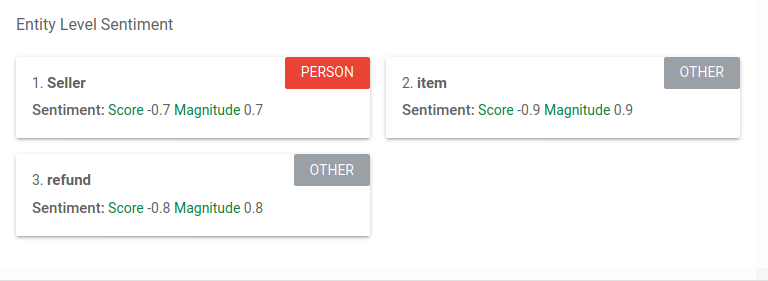 Entity Level Sentiment
PERSON
1. Seller
Sentiment: Score -0.7 Magnitude 0.7
OTHER
2. item
Sentiment: Score -0.9 Magnitude 0.9
OTHER
3. refund
Sentiment: Score -0.8 Magnitude 0.8